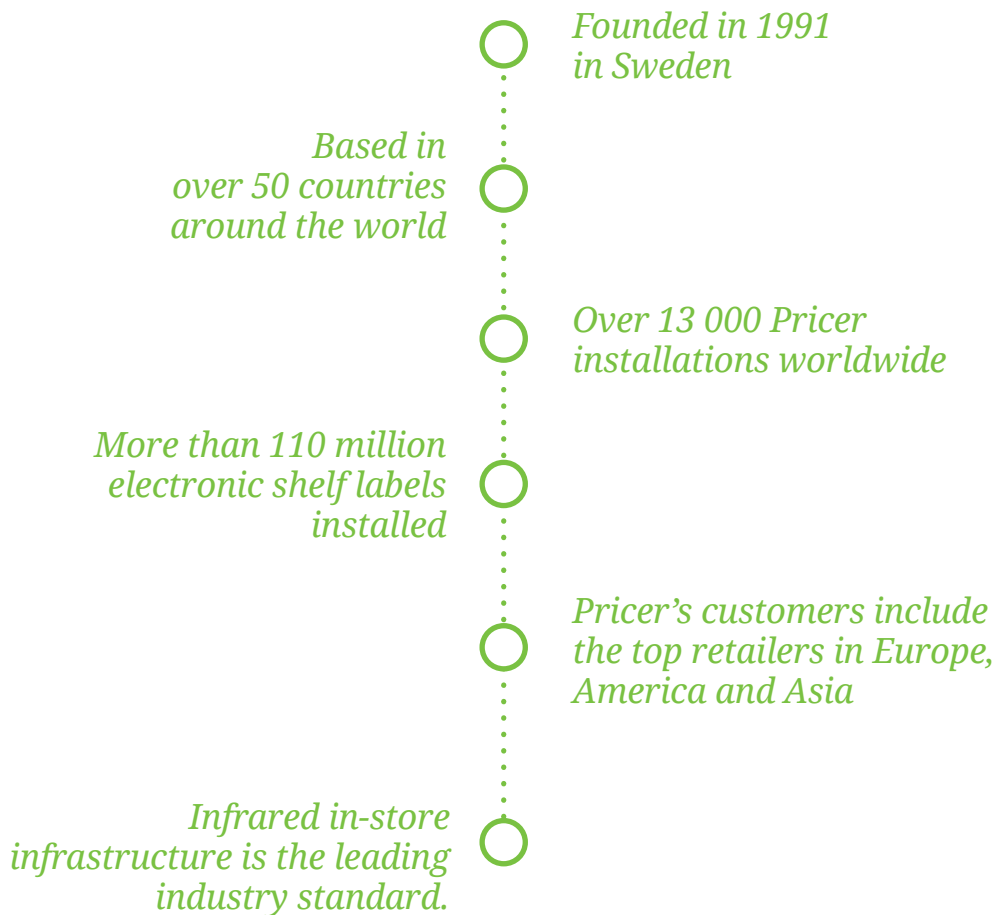 Founded in 1991
in Sweden
Based in
over 50 countries
around the world
Over 13 000 Pricer
installations worldwide
More than 110 million
electronic shelf labels
installed
Pricer’s customers include
the top retailers in Europe,
America and Asia
Infrared in-store
infrastructure is the leading
industry standard.